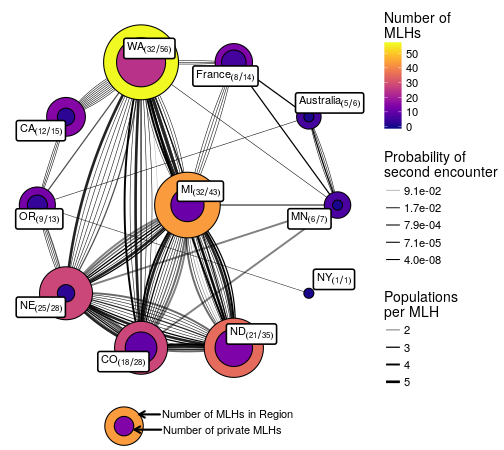 WA(32/56)
France(8/14)
Australia(5/6)
CA(12/15)
MI(32/43)
OR(9/13)
MN(6/7)
NY(1/1)
NE(25/28)
ND(21/35)
CO(18/28)
Number of MLHs in Region
Number of private MLHs
Number of
MLHs
50
40
30
20
10
0
Probability of
second encounter
9.1e-02
1.7e-02
7.9e-04
7.1e-05
4.0e-08
Populations
per MLH
2
3
4
5